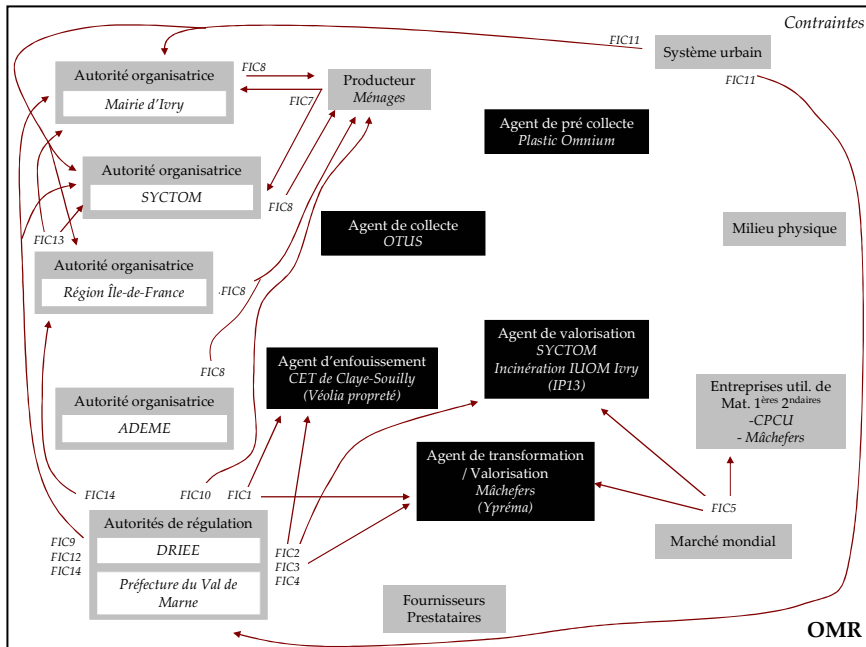 Contraintes
FIC11
Système urbain
FIC11
Autorité organisatrice
Mairie d'Ivry
FIC8
FIC7
Producteur
Ménages
Agent de pré collecte
Plastic Omnium
Autorité organisatrice
SYCTOM
FIC8
FIC13
Agent de collecte
OTUS
Milieu physique
Autorité organisatrice
Région Île-de-France
FIC8
FIC8
Agent d'enfouissement
CET de Claye-Souilly
(Véolia propreté)
Agent de valorisation
SYCTOM
Incinération IUOM Ivry
(IP13)
Entreprises util. de
Mat. 1ères 2ndaires
-CPCU
- Mâchefers
Autorité organisatrice
ADEME
Agent de transformation
/ Valorisation
Mâchefers
(Ypréma)
FIC14
FIC10
FIC1
FIC5
Autorités de régulation
DRIEE
Préfecture du Val de
Marne
FIC9
FIC12
FIC14
FIC2
FIC3
FIC4
Marché mondial
Fournisseurs
Prestataires
OMR